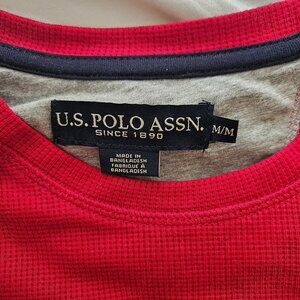 U.S. POLO ASSN.
SINCE 1890
M/M
MADE IN
BANGLADESH
FABRIQUÉ À
BANGLADESH